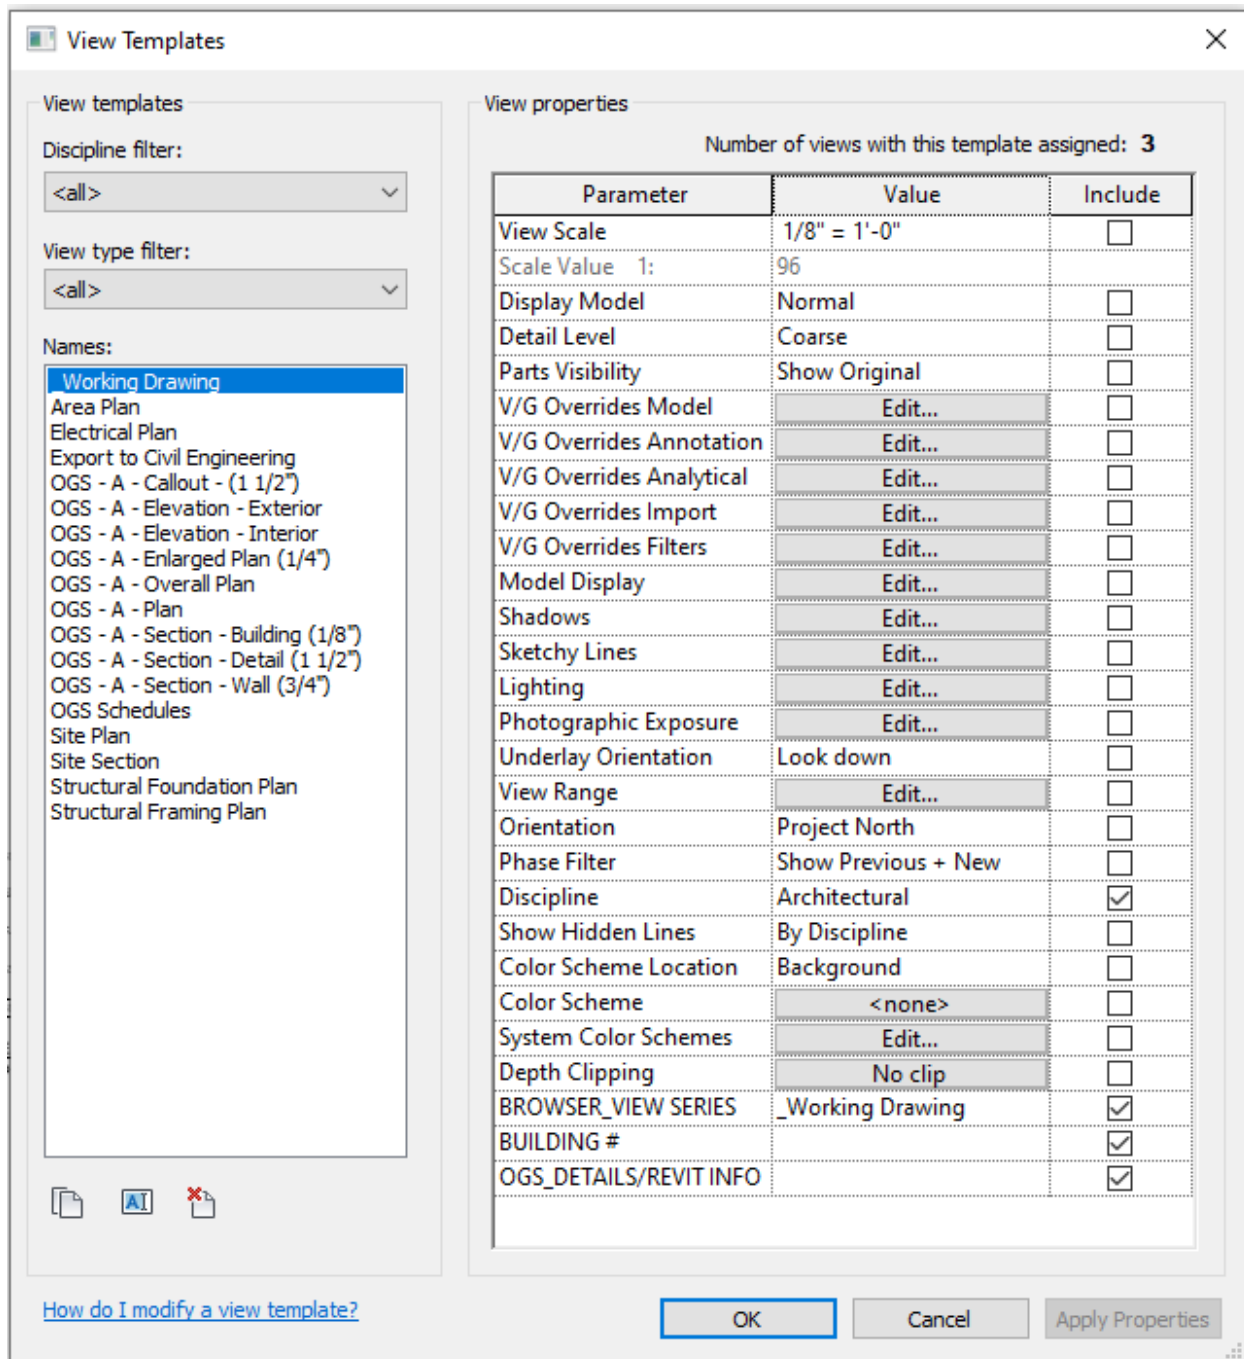 View Templates
View templates
Discipline filter:
<all>
View type filter:
<all>
Names:
_Working Drawing
Area Plan
Electrical Plan
Export to Civil Engineering
OGS - A - Callout - (1 1/2")
OGS - A - Elevation - Exterior
OGS - A - Elevation - Interior
OGS - A - Enlarged Plan (1/4")
OGS - A - Overall Plan
OGS - A - Plan
OGS - A - Section - Building (1/8")
OGS - A - Section - Detail (1 1/2")
OGS - A - Section - Wall (3/4")
OGS Schedules
Site Plan
Site Section
Structural Foundation Plan
Structural Framing Plan
How do I modify a view template?
View properties
Number of views with this template assigned: 3
Parameter Value Include
View Scale 1/8" = 1'-0"
Scale Value 1: 96
Display Model Normal
Detail Level Coarse
Parts Visibility Show Original
V/G Overrides Model Edit...
V/G Overrides Annotation Edit...
V/G Overrides Analytical Edit...
V/G Overrides Import Edit...
V/G Overrides Filters Edit...
Model Display Edit...
Shadows Edit...
Sketchy Lines Edit...
Lighting Edit...
Photographic Exposure Edit...
Underlay Orientation Look down
View Range Edit...
Orientation Project North
Phase Filter Show Previous + New
Discipline Architectural
Show Hidden Lines By Discipline
Color Scheme Location Background
Color Scheme <none>
System Color Schemes Edit...
Depth Clipping No clip
BROWSER_VIEW SERIES _Working Drawing
BUILDING #
OGS_DETAILS/REVIT INFO
OK Cancel Apply Properties